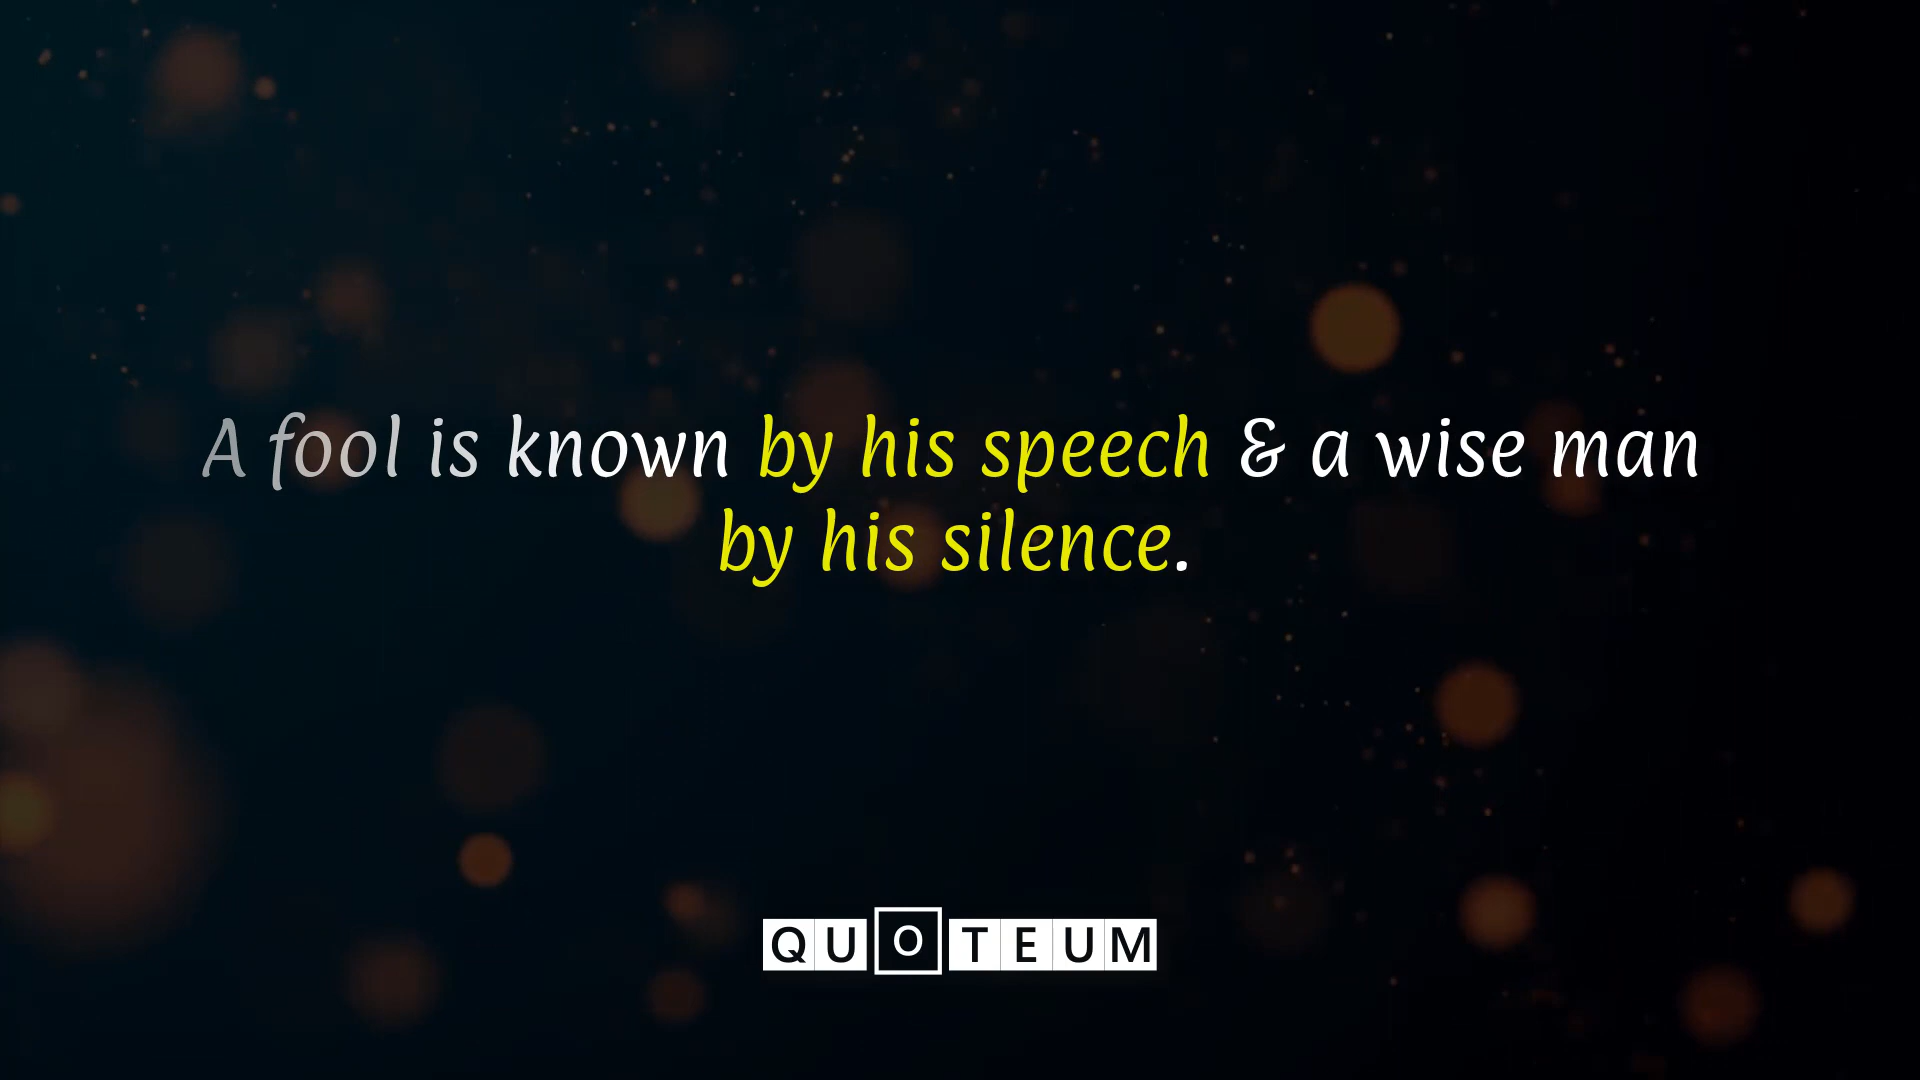 A fool is known by his speech & a wise man
by his silence.
QUOTEUM